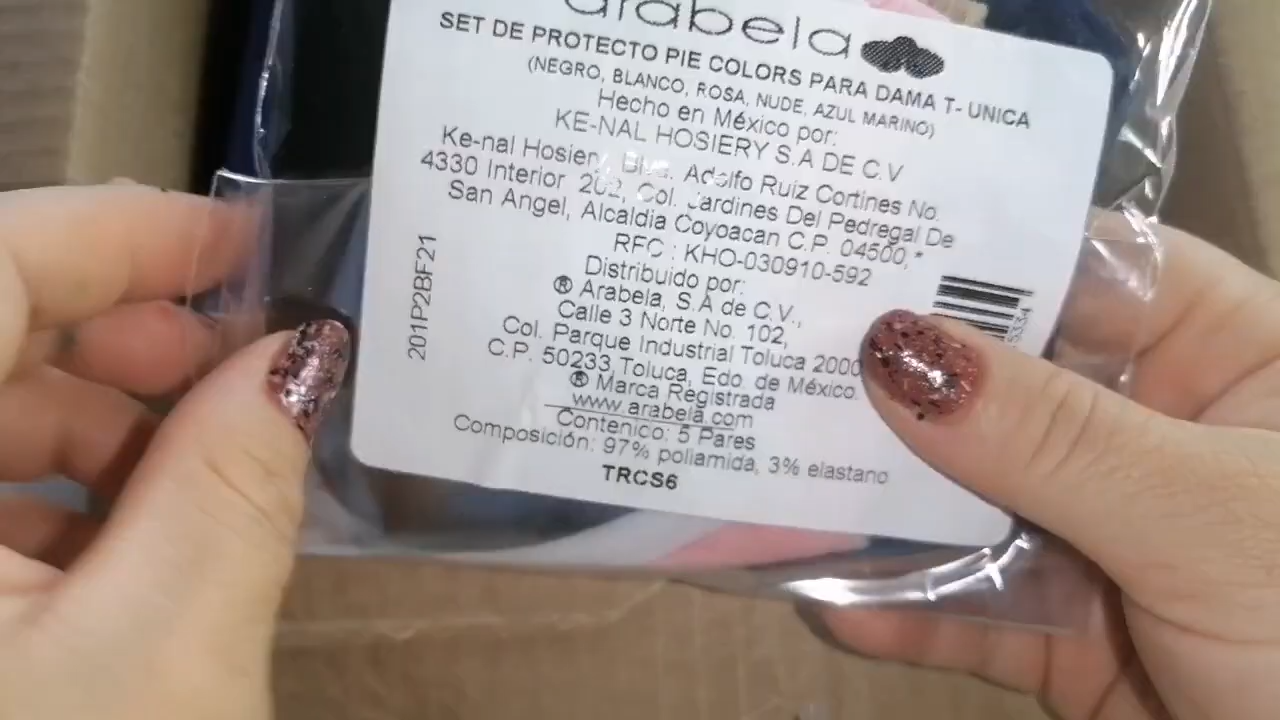 arabela
SET DE PROTECTO PIE COLORS PARA DAMA T- UNICA
(NEGRO, BLANCO, ROSA, NUDE, AZUL MARINO)
Hecho en México por:
KE-NAL HOSIERY S.A DE C.V
Ke-nal Hosiery, Blvd. Adolfo Ruiz Cortines No.
4330 Interior 202, Col. Jardines Del Pedregal De
San Angel, Alcaldia Coyoacan C.P. 04500,*
RFC : KHO-030910-592
Distribuido por:
® Arabela, S.A de C.V.,
Calle 3 Norte No. 102,
Col. Parque Industrial Toluca 2000
C.P. 50233, Toluca, Edo. de México.
® Marca Registrada
www.arabela.com
Contenico: 5 Pares
Composición: 97% poliamida, 3% elastano
TRCS6
201P2BF21